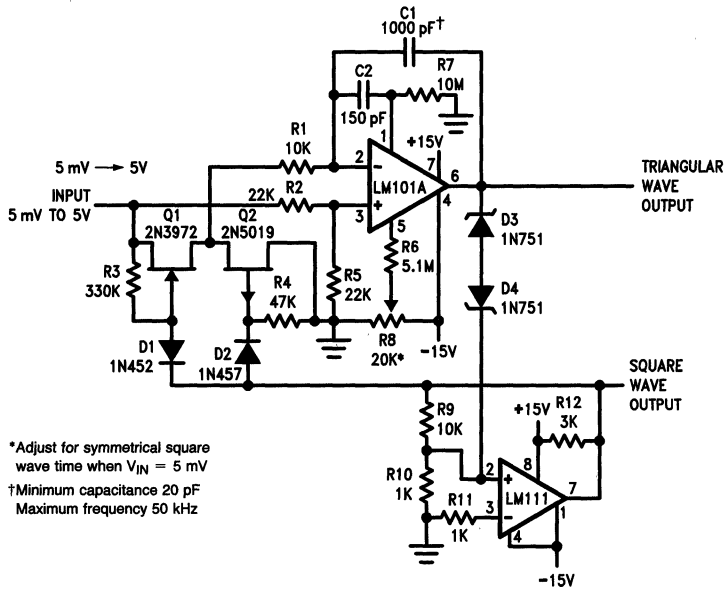 C1
1000 pF†
C2
150 pF
R7
10M
R1
10K
1
+15V
5 mV → 5V
2
−
7
6
LM101A
TRIANGULAR
WAVE
OUTPUT
INPUT
5 mV TO 5V
22K
R2
+
3
4
5
Q1
2N3972
Q2
2N5019
D3
1N751
R6
5.1M
R3
330K
R4
47K
R5
22K
D4
1N751
R8
20K*
−15V
D1
1N452
D2
1N457
SQUARE
WAVE
OUTPUT
R9
10K
+15V
R12
3K
*Adjust for symmetrical square
wave time when VIN = 5 mV
†Minimum capacitance 20 pF
Maximum frequency 50 kHz
R10
1K
R11
1K
2
+
8
LM111
7
3
−
1
4
−15V